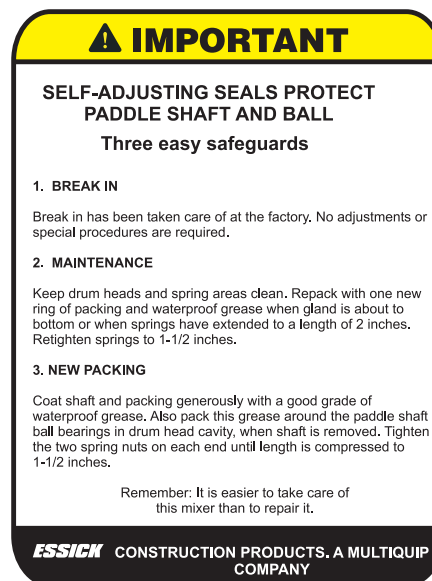 IMPORTANT
SELF-ADJUSTING SEALS PROTECT
PADDLE SHAFT AND BALL
Three easy safeguards
1. BREAK IN
Break in has been taken care of at the factory. No adjustments or
special procedures are required.
2. MAINTENANCE
Keep drum heads and spring areas clean. Repack with one new
ring of packing and waterproof grease when gland is about to
bottom or when springs have extended to a length of 2 inches.
Retighten springs to 1-1/2 inches.
3. NEW PACKING
Coat shaft and packing generously with a good grade of
waterproof grease. Also pack this grease around the paddle shaft
ball bearings in drum head cavity, when shaft is removed. Tighten
the two spring nuts on each end until length is compressed to
1-1/2 inches.
Remember: It is easier to take care of
this mixer than to repair it.
ESSICK CONSTRUCTION PRODUCTS. A MULTIQUIP
COMPANY